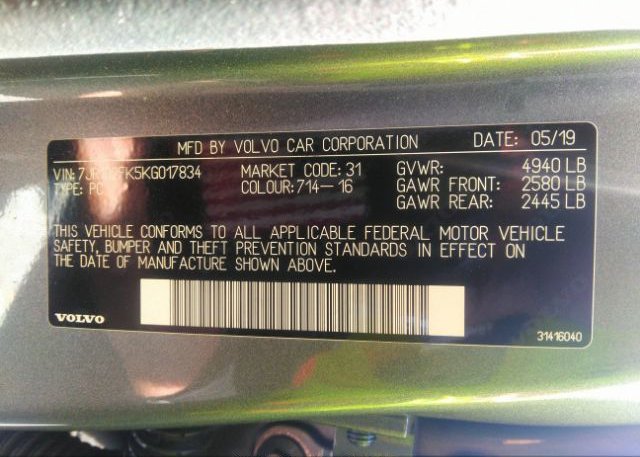 MFD BY VOLVO CAR CORPORATION DATE: 05/19
MARKET CODE: 31 GVWR: 4940 LB
TYPE: PC COLOUR: 714-16 GAWR FRONT: 2580 LB
GAWR REAR: 2445 LB
THIS VEHICLE CONFORMS TO ALL APPLICABLE FEDERAL MOTOR VEHICLE
SAFETY, BUMPER AND THEFT PREVENTION STANDARDS IN EFFECT ON
THE DATE OF MANUFACTURE SHOWN ABOVE.
VOLVO
31416040